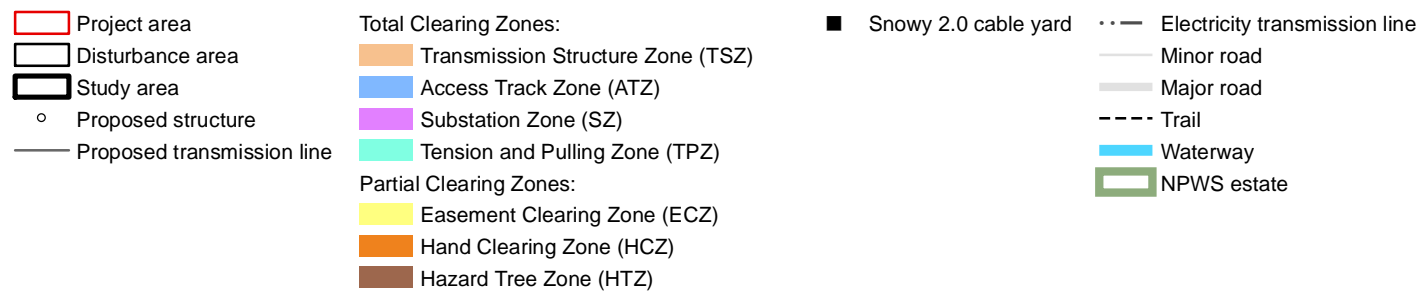 Project area
Disturbance area
Study area
Proposed structure
Proposed transmission line
Total Clearing Zones:
Transmission Structure Zone (TSZ)
Access Track Zone (ATZ)
Substation Zone (SZ)
Tension and Pulling Zone (TPZ)
Partial Clearing Zones:
Easement Clearing Zone (ECZ)
Hand Clearing Zone (HCZ)
Hazard Tree Zone (HTZ)
Snowy 2.0 cable yard
Electricity transmission line
Minor road
Major road
Trail
Waterway
NPWS estate